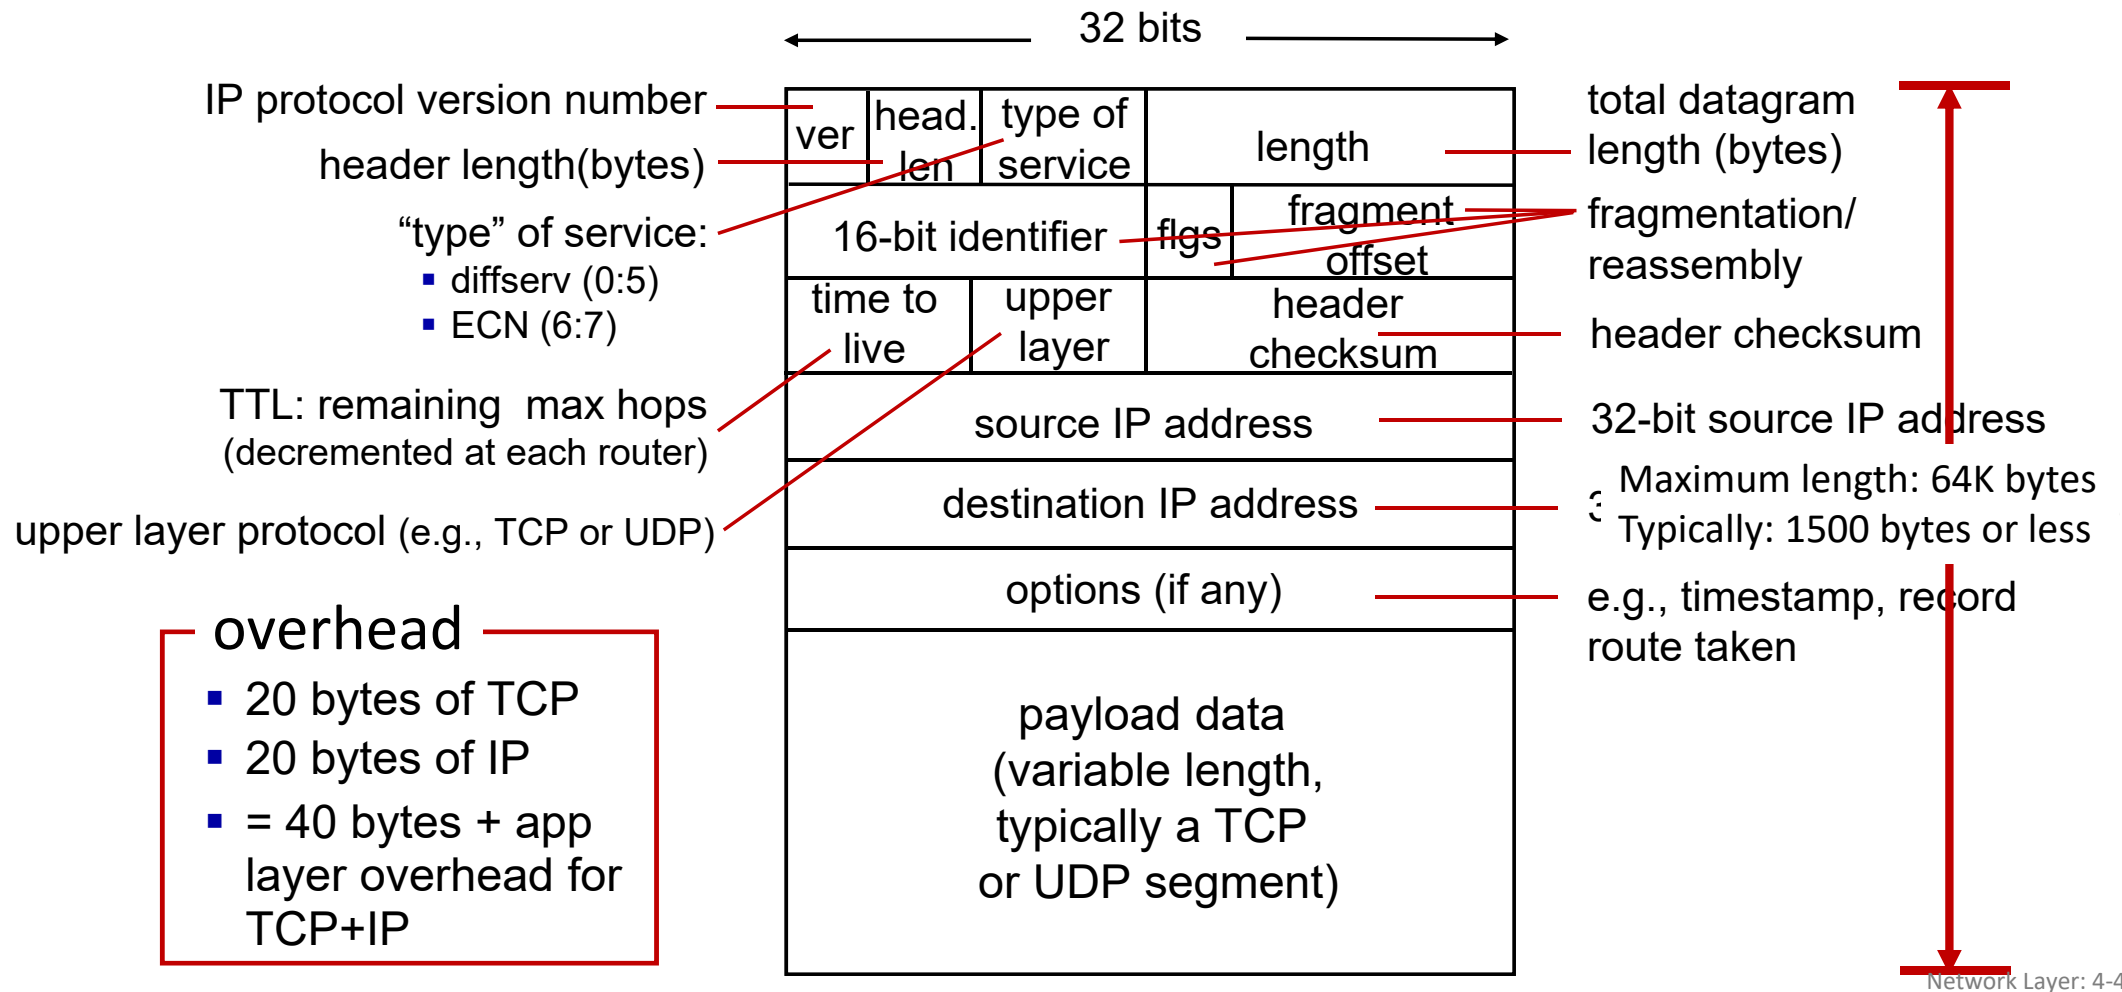 32 bits
IP protocol version number
header length(bytes)
“type” of service:
▪ diffserv (0:5)
▪ ECN (6:7)
TTL: remaining max hops
(decremented at each router)
upper layer protocol (e.g., TCP or UDP)
overhead
▪ 20 bytes of TCP
▪ 20 bytes of IP
▪ = 40 bytes + app
layer overhead for
TCP+IP
ver
head.
len
type of
service
length
16-bit identifier
flgs
fragment
offset
time to
live
upper
layer
header
checksum
source IP address
destination IP address
options (if any)
payload data
(variable length,
typically a TCP
or UDP segment)
total datagram
length (bytes)
fragmentation/
reassembly
header checksum
32-bit source IP address
Maximum length: 64K bytes
Typically: 1500 bytes or less
e.g., timestamp, record
route taken
Network Layer: 4-4